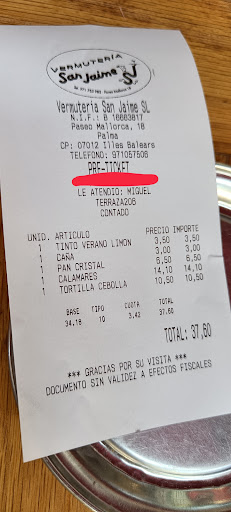 VERMUTERÍA
San Jaime SJ
Vermuteria San Jaime SL
N.I.F.: B 16603817
Paseo Mallorca, 18
Palma
CP: 07012 Illes Balears
TELEFONO: 971057506
PRE-TICKET
LE ATENDIO: MIGUEL
TERRAZA206
CONTADO
UNID. ARTICULO PRECIO IMPORTE
1 TINTO VERANO LIMON 3,50 3,50
1 CAÑA 3,00 3,00
1 PAN CRISTAL 6,50 6,50
1 CALAMARES 14,10 14,10
1 TORTILLA CEBOLLA 10,50 10,50
BASE TIPO CUOTA TOTAL
34.18 10 3.42 37.60
TOTAL: 37,60
*** GRACIAS POR SU VISITA ***
DOCUMENTO SIN VALIDEZ A EFECTOS FISCALES